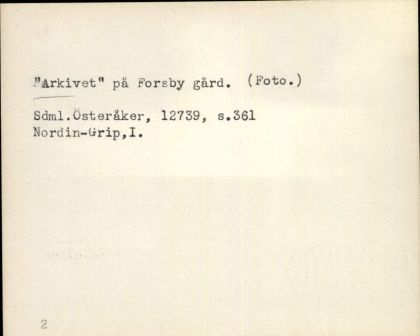 "Arkivet" på Forsby gård. (Foto.)
Sdml.Österåker, 12739, s.361
Nordin-Grip,I.
2